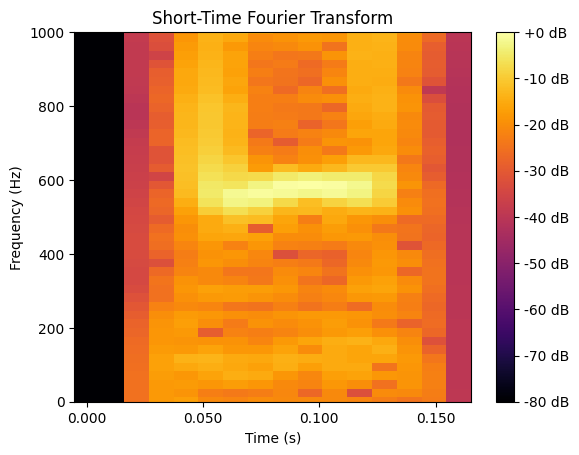 Short-Time Fourier Transform
1000
800
600
400
200
0
Frequency (Hz)
0.000
0.050
0.100
0.150
Time (s)
+0 dB
-10 dB
-20 dB
-30 dB
-40 dB
-50 dB
-60 dB
-70 dB
-80 dB